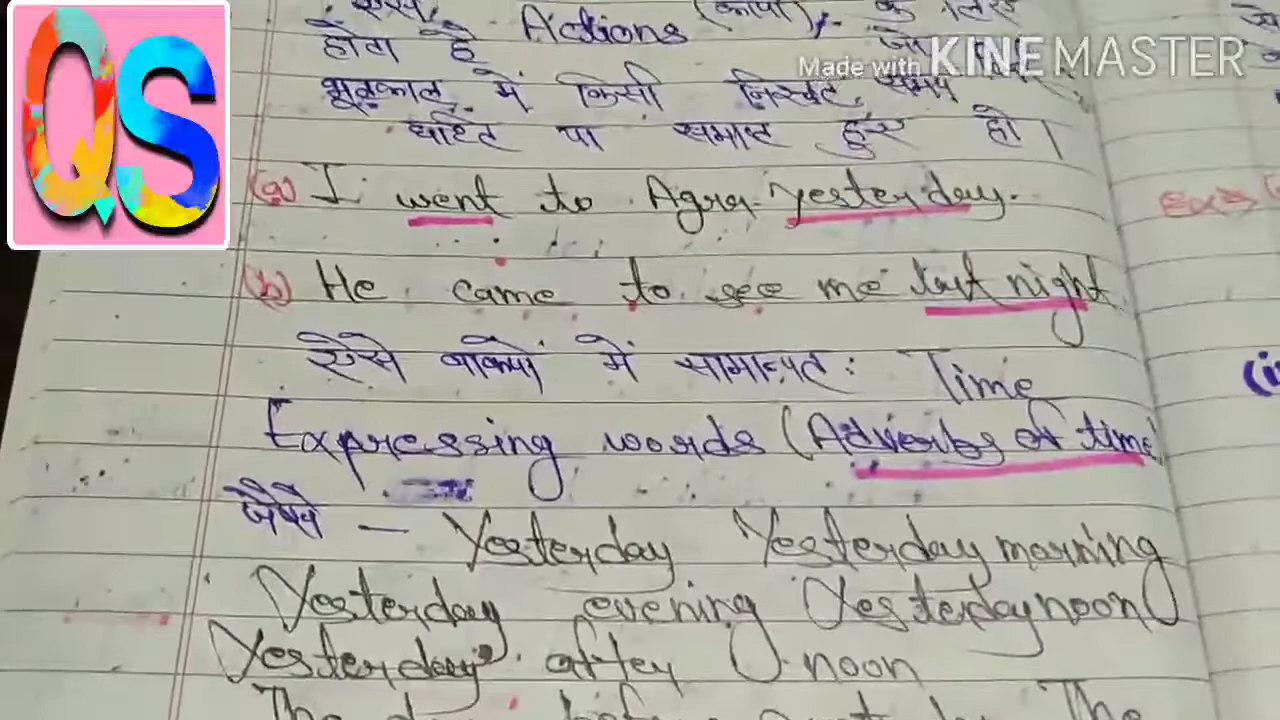 Actions (कार्यों), के लिए
होता है जो
भूतकाल में किसी निश्चित समय
घटित या समाप्त हुए हो।
(a) I went to Agra yesterday.
(b) He came to see me last night
ऐसे वाक्यों में सामान्यतः Time
Expressing words (Adverbs of time)
जैसे — Yesterday Yesterday morning
Yesterday evening Yesterday noon
Yesterday after noon
The
QS
Made with KINEMASTER